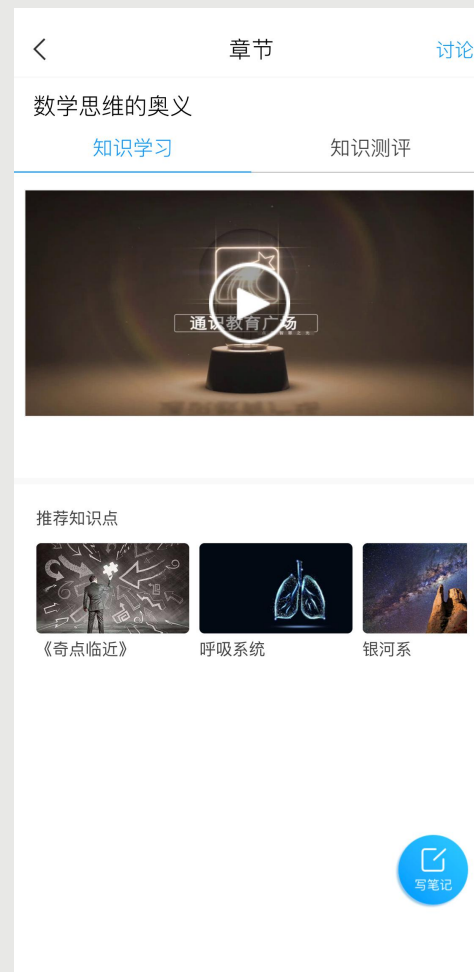 章节
讨论
数学思维的奥义
知识学习
知识测评
通识教育广场
推荐知识点
《奇点临近》
呼吸系统
银河系
写笔记